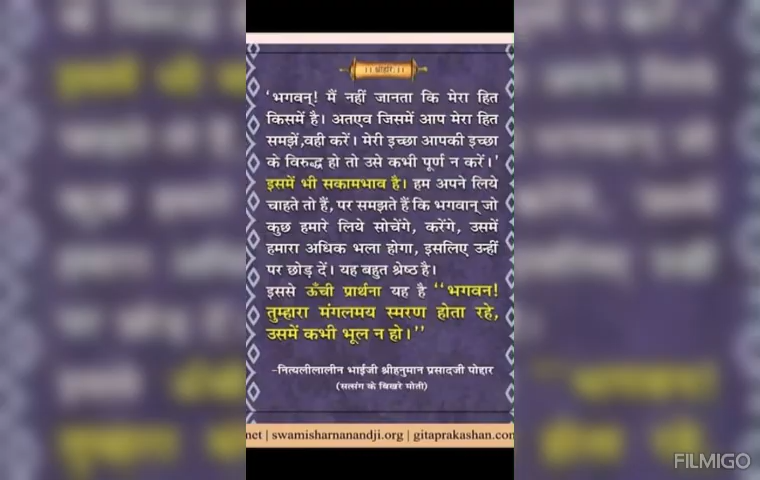 ।। श्रीहरिः ।।
'भगवन्! मैं नहीं जानता कि मेरा हित
किसमें है। अतएव जिसमें आप मेरा हित
समझें,वही करें। मेरी इच्छा आपकी इच्छा
के विरुद्ध हो तो उसे कभी पूर्ण न करें।'
इसमें भी सकामभाव है। हम अपने लिये
चाहते तो हैं, पर समझते हैं कि भगवान् जो
कुछ हमारे लिये सोचेंगे, करेंगे, उसमें
हमारा अधिक भला होगा, इसलिए उन्हीं
पर छोड़ दें। यह बहुत श्रेष्ठ है।
इससे ऊँची प्रार्थना यह है “भगवन!
तुम्हारा मंगलमय स्मरण होता रहे,
उसमें कभी भूल न हो।”
-नित्यलीलालीन भाईजी श्रीहनुमान प्रसादजी पोद्दार
(सत्संग के बिखरे मोती)
net | swamisharnanandji.org | gitaprakashan.com
FILMIGO